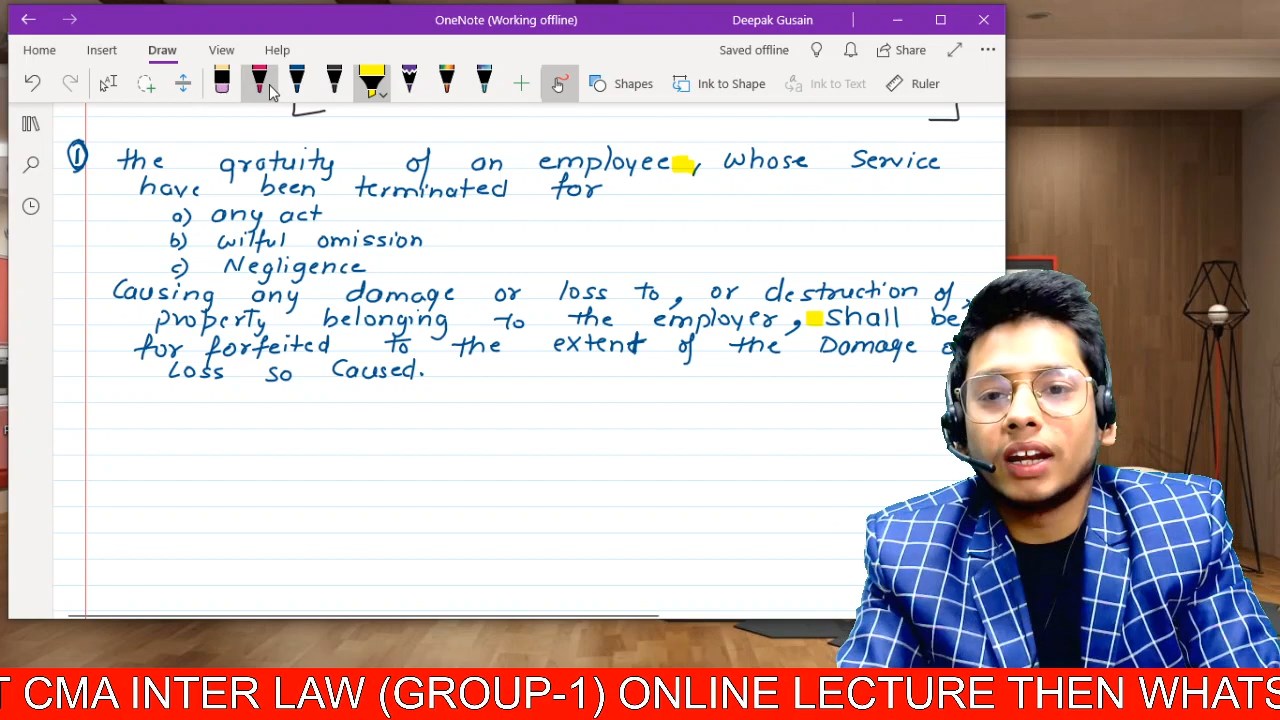 OneNote (Working offline)
Deepak Gusain
Home Insert Draw View Help
Saved offline
Share
Shapes
Ink to Shape
Ink to Text
Ruler
① the gratuity of an employee, whose Service
have been terminated for
a) any act
b) wilful omission
c) Negligence
Causing any damage or loss to, or destruction of,
property belonging to the employer, Shall be
for forfeited to the extent of the Damage
Loss so Caused.
T CMA INTER LAW (GROUP-1) ONLINE LECTURE THEN WHATS